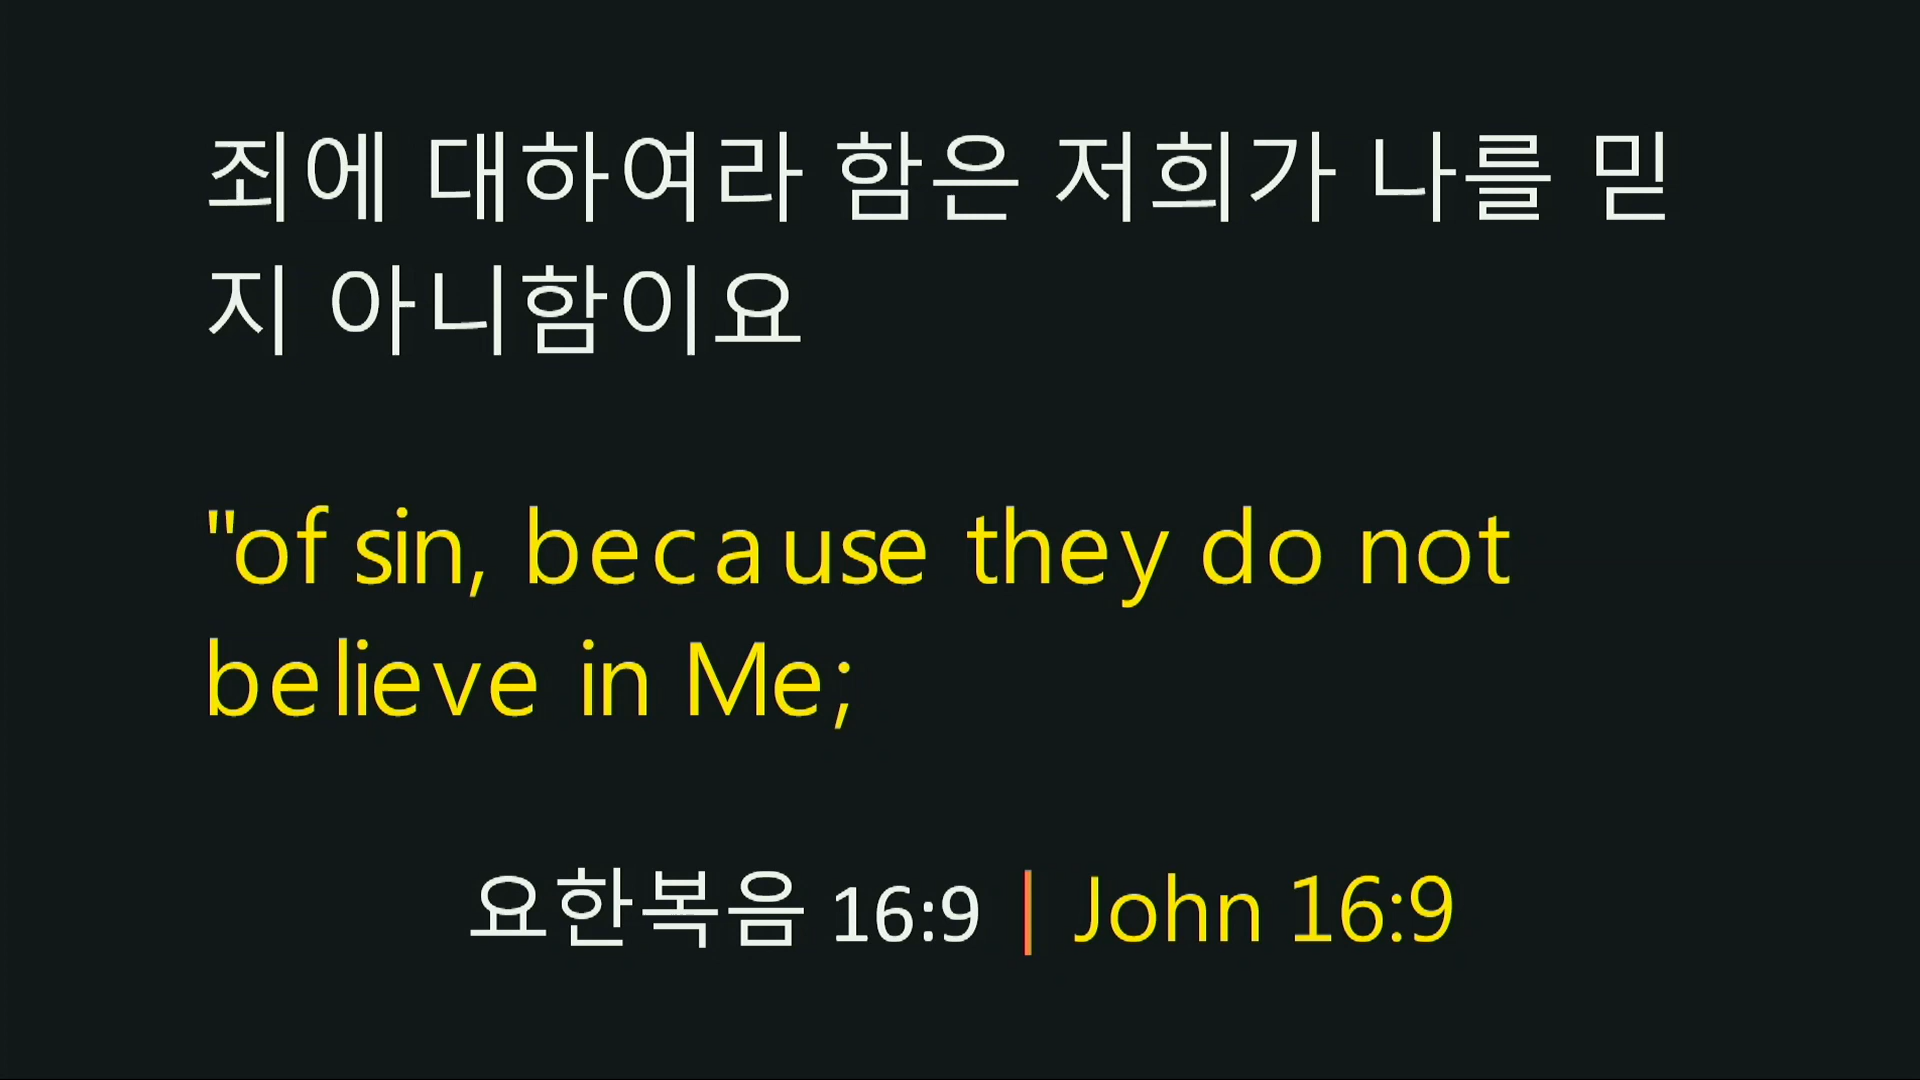 죄에 대하여라 함은 저희가 나를 믿
지 아니함이요
"of sin, because they do not
believe in Me;
요한복음 16:9 | John 16:9